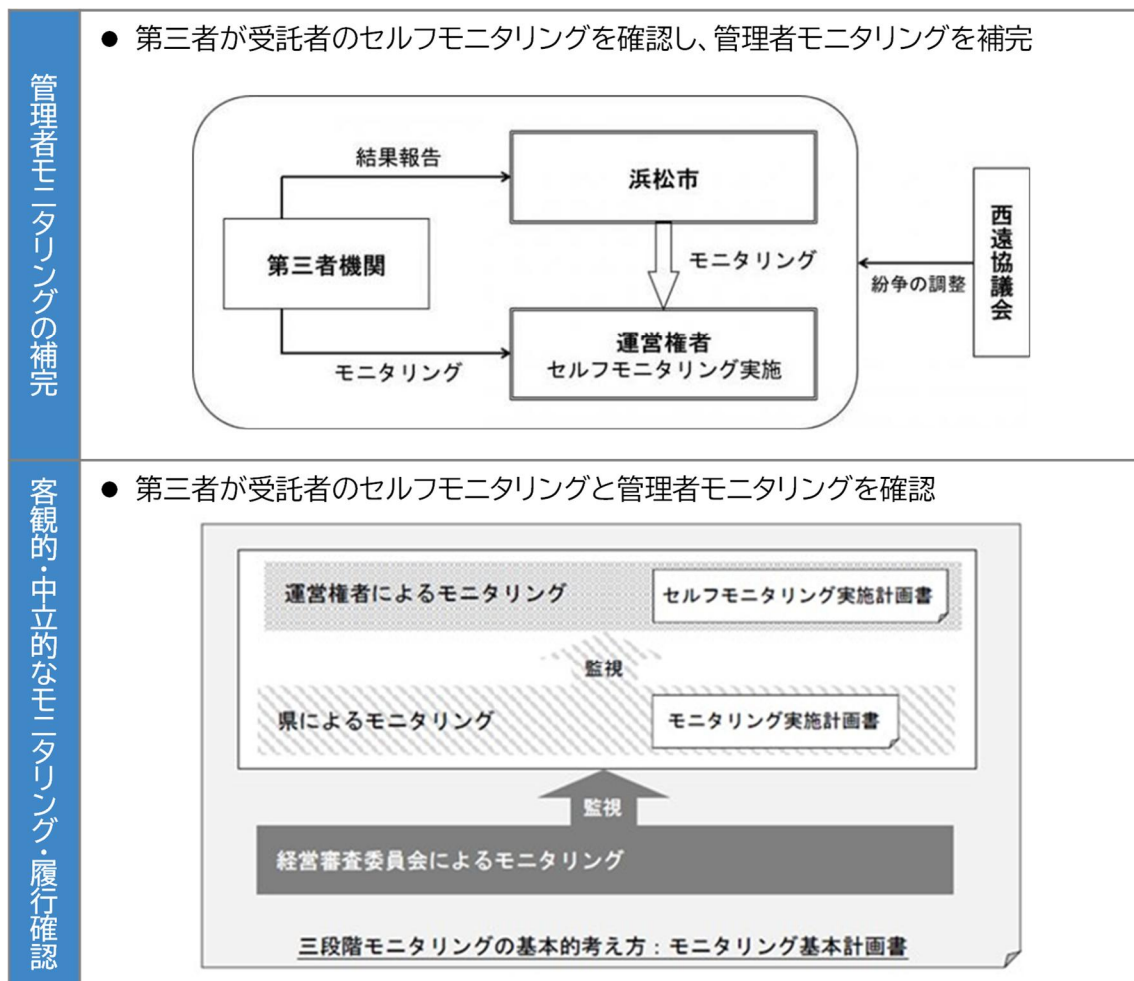 管理者モニタリングの補完
● 第三者が受託者のセルフモニタリングを確認し、管理者モニタリングを補完
結果報告
浜松市
第三者機関
モニタリング
運営権者
セルフモニタリング実施
モニタリング
紛争の調整
西遠協議会
客観的・中立的なモニタリング・履行確認
● 第三者が受託者のセルフモニタリングと管理者モニタリングを確認
運営権者によるモニタリング
セルフモニタリング実施計画書
監視
県によるモニタリング
モニタリング実施計画書
監視
経営審査委員会によるモニタリング
三段階モニタリングの基本的考え方:モニタリング基本計画書